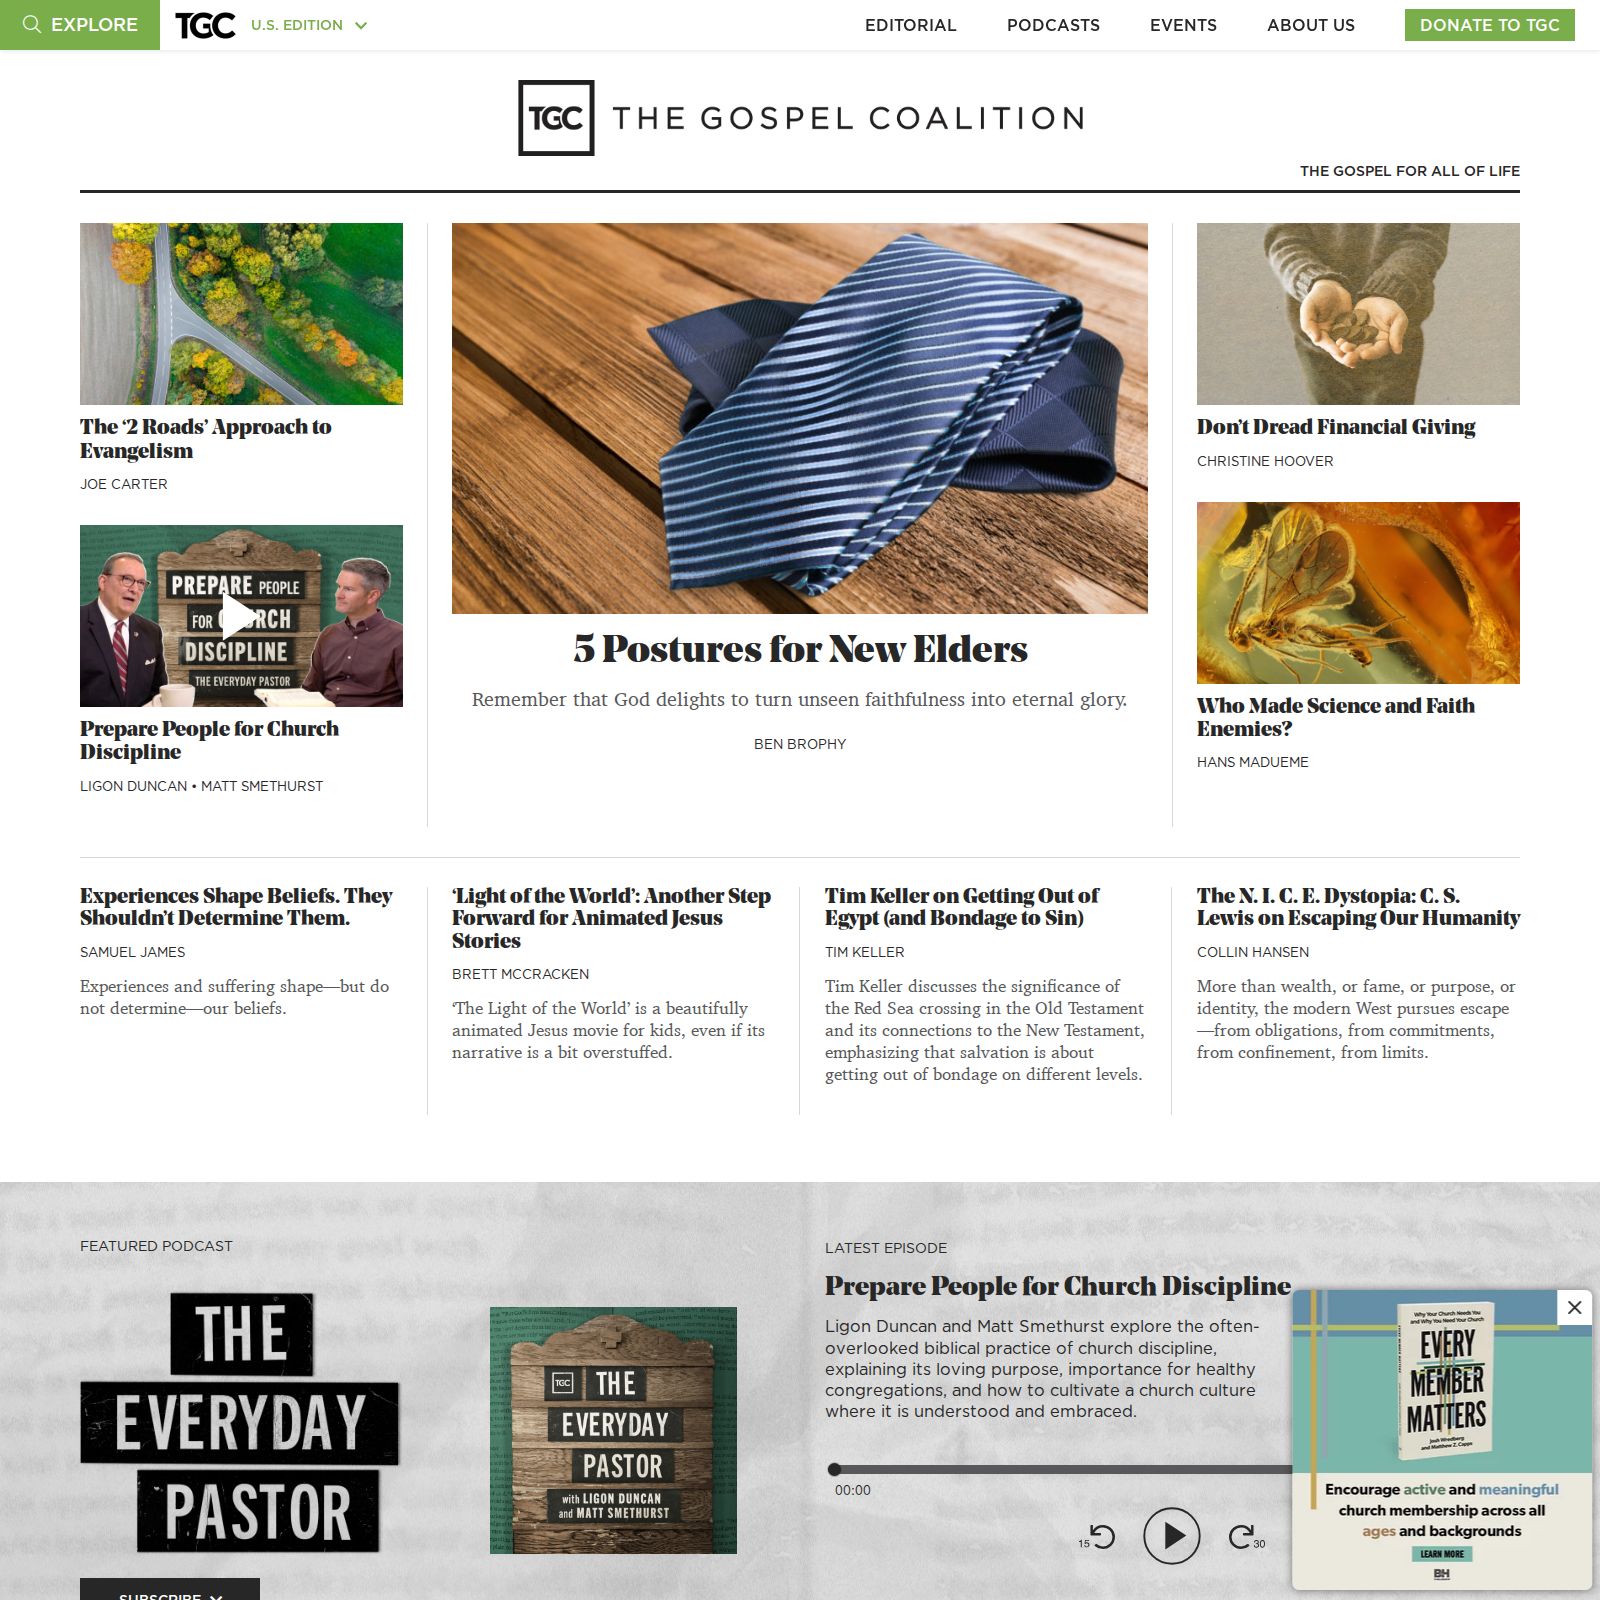 EXPLORE
TGC
U.S. EDITION
EDITORIAL
PODCASTS
EVENTS
ABOUT US
DONATE TO TGC
TGC THE GOSPEL COALITION
THE GOSPEL FOR ALL OF LIFE
The ‘2 Roads’ Approach to
Evangelism
JOE CARTER
PREPARE PEOPLE
FOR CHURCH
DISCIPLINE
THE EVERYDAY PASTOR
Prepare People for Church
Discipline
LIGON DUNCAN • MATT SMETHURST
5 Postures for New Elders
Remember that God delights to turn unseen faithfulness into eternal glory.
BEN BROPHY
Don’t Dread Financial Giving
CHRISTINE HOOVER
Who Made Science and Faith
Enemies?
HANS MADUEME
Experiences Shape Beliefs. They
Shouldn’t Determine Them.
SAMUEL JAMES
Experiences and suffering shape—but do
not determine—our beliefs.
‘Light of the World’: Another Step
Forward for Animated Jesus
Stories
BRETT MCCRACKEN
‘The Light of the World’ is a beautifully
animated Jesus movie for kids, even if its
narrative is a bit overstuffed.
Tim Keller on Getting Out of
Egypt (and Bondage to Sin)
TIM KELLER
Tim Keller discusses the significance of
the Red Sea crossing in the Old Testament
and its connections to the New Testament,
emphasizing that salvation is about
getting out of bondage on different levels.
The N. I. C. E. Dystopia: C. S.
Lewis on Escaping Our Humanity
COLLIN HANSEN
More than wealth, or fame, or purpose, or
identity, the modern West pursues escape
—from obligations, from commitments,
from confinement, from limits.
FEATURED PODCAST
THE
EVERYDAY
PASTOR
SUBSCRIBE
TGC THE
EVERYDAY
PASTOR
with LIGON DUNCAN
and MATT SMETHURST
LATEST EPISODE
Prepare People for Church Discipline
Ligon Duncan and Matt Smethurst explore the often-
overlooked biblical practice of church discipline,
explaining its loving purpose, importance for healthy
congregations, and how to cultivate a church culture
where it is understood and embraced.
00:00
15
30
Why Your Church Needs You
and Why You Need Your Church
EVERY
MEMBER
MATTERS
Josh Wredberg
and Matthew Z. Capps
Encourage active and meaningful
church membership across all
ages and backgrounds
LEARN MORE
BH